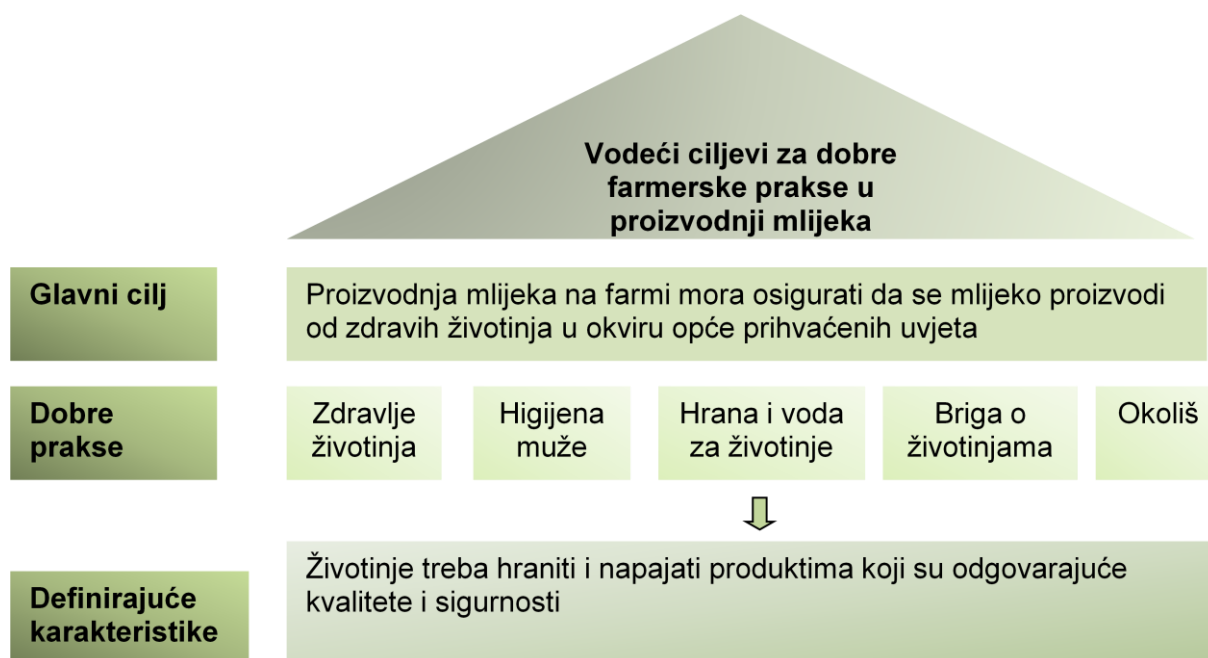 Vodeći ciljevi za dobre
farmerske prakse u
proizvodnji mlijeka
Glavni cilj
Proizvodnja mlijeka na farmi mora osigurati da se mlijeko proizvodi
od zdravih životinja u okviru opće prihvaćenih uvjeta
Dobre
prakse
Zdravlje
životinja
Higijena
muže
Hrana i voda
za životinje
Briga o
životinjama
Okoliš
Definirajuće
karakteristike
Životinje treba hraniti i napajati produktima koji su odgovarajuće
kvalitete i sigurnosti